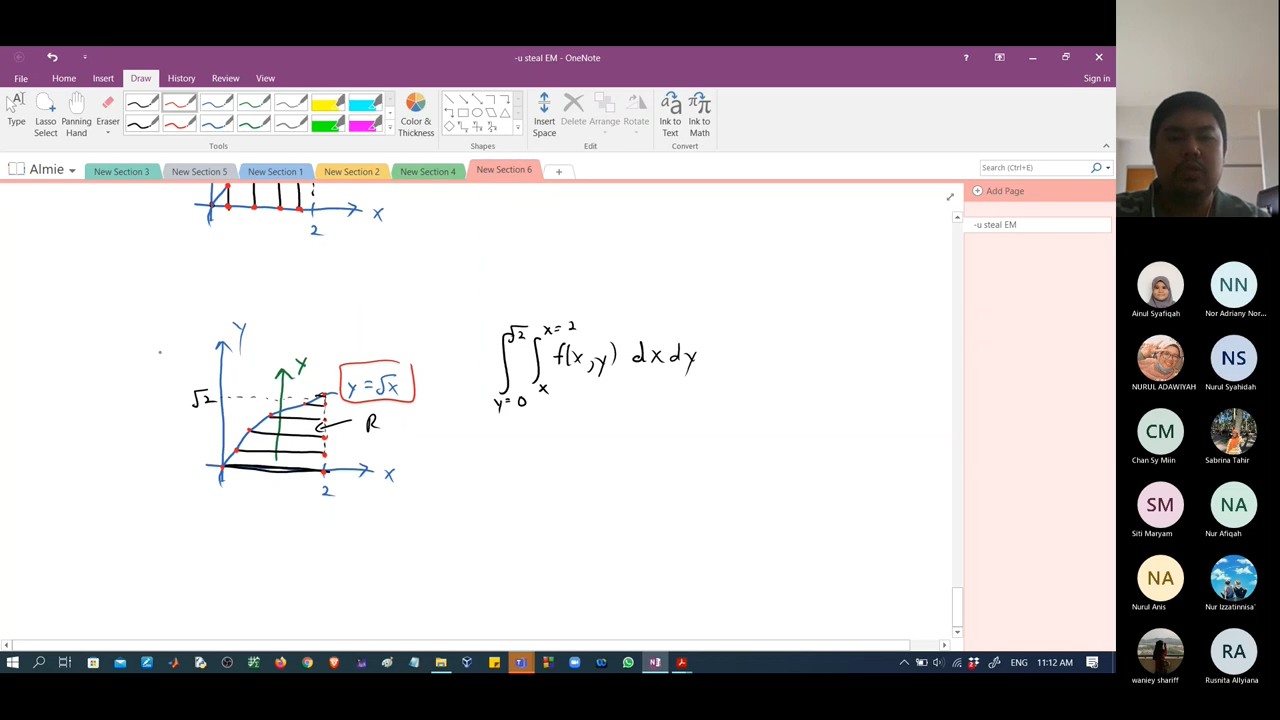 -u steal EM - OneNote
?
File
Home
Insert
Draw
History
Review
View
Sign in
Type
Lasso
Select
Panning
Hand
Eraser
Color &
Thickness
Insert
Space
Delete
Arrange
Rotate
Ink to
Text
Ink to
Math
Tools
Shapes
Edit
Convert
Almie
New Section 3
New Section 5
New Section 1
New Section 2
New Section 4
New Section 6
Search (Ctrl+E)
Add Page
-u steal EM
x
2
y
√2
y
y = √x
R
x
2
∫ y=0 √2 ∫ x x=2 f(x,y) dx dy
Ainul Syafiqah
NN
Nor Adriany Nor...
NURUL ADAWIYAH
NS
Nurul Syahidah
CM
Chan Sy Miin
Sabrina Tahir
SM
Siti Maryam
NA
Nur Afiqah
NA
Nurul Anis
Nur Izzatinnisa'
waniey shariff
RA
Rusnita Allyiana
ENG
11:12 AM